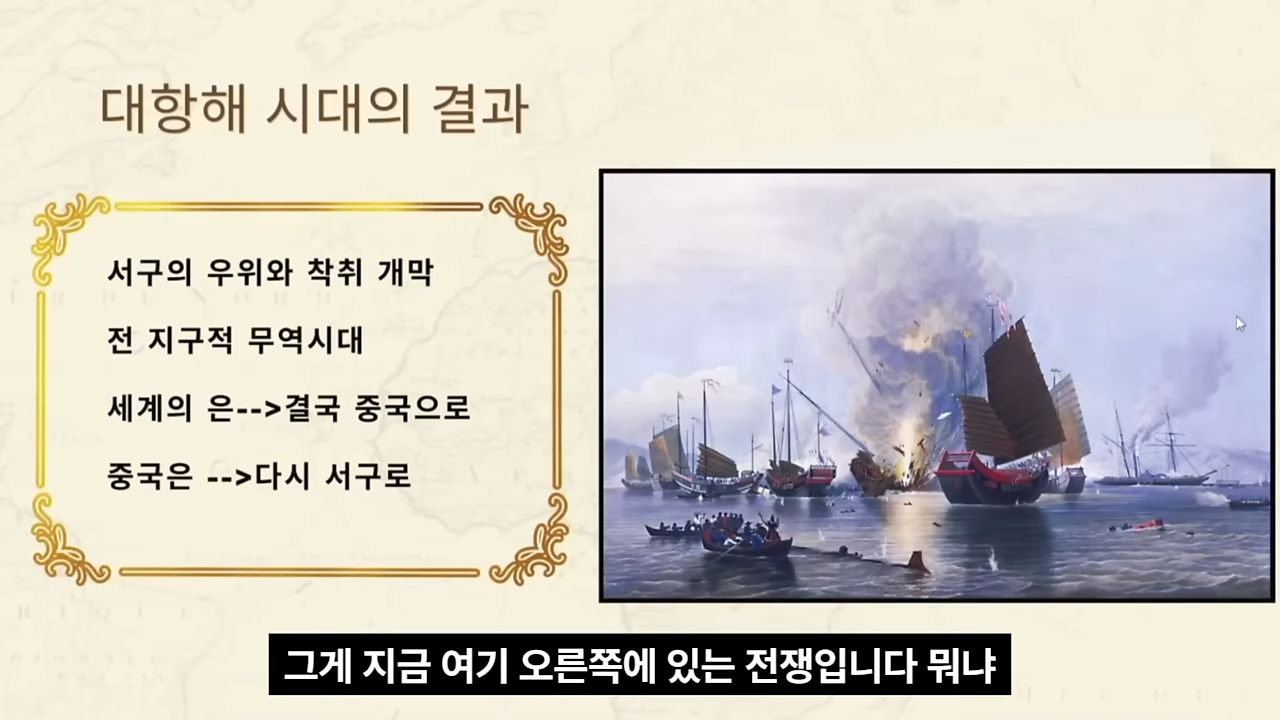 대항해 시대의 결과
서구의 우위와 착취 개막
전 지구적 무역시대
세계의 은-->결국 중국으로
중국은 -->다시 서구로
그게 지금 여기 오른쪽에 있는 전쟁입니다 뭐냐